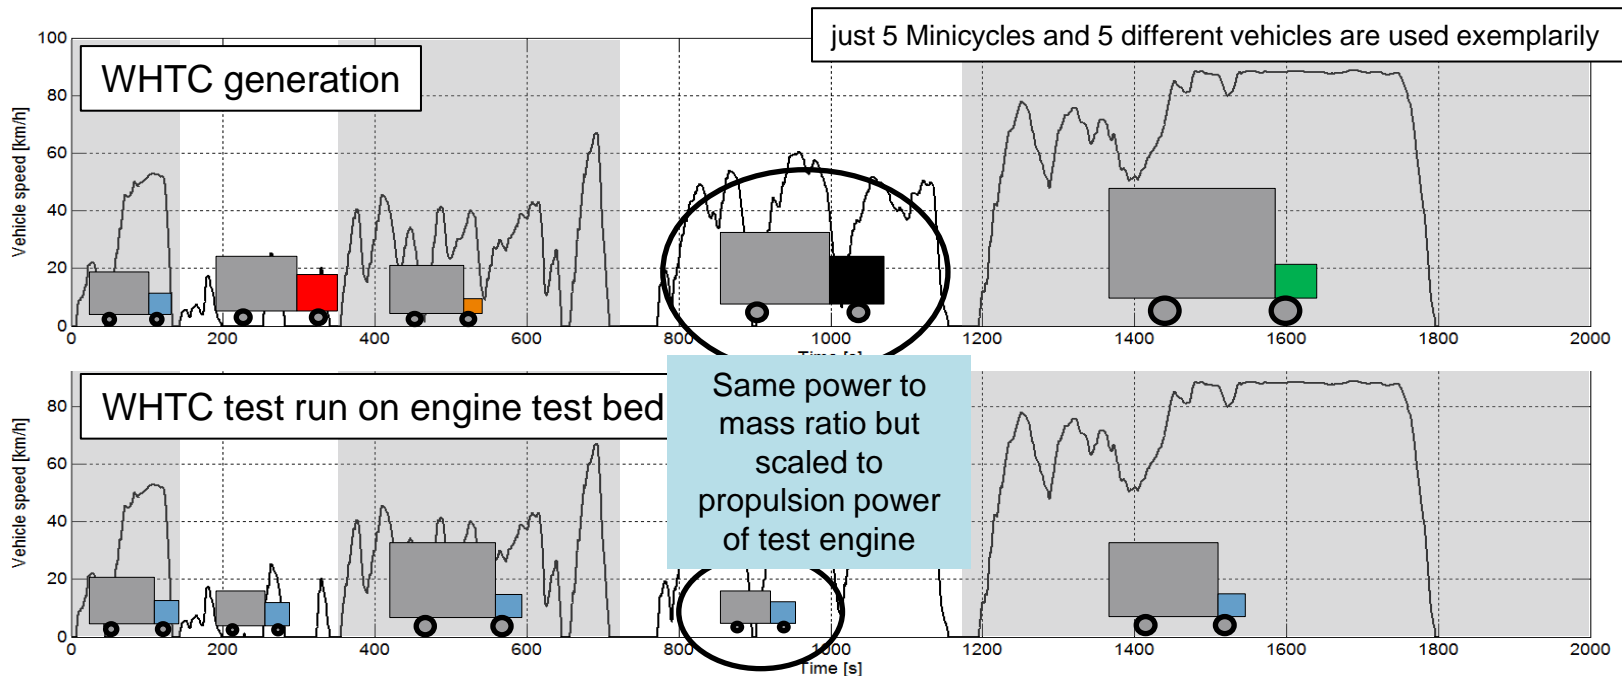 just 5 Minicycles and 5 different vehicles are used exemplarily
WHTC generation
Vehicle speed [km/h]
100
80
60
40
20
0
0 200 400 600 800 1000 1200 1400 1600 1800 2000
Time [s]
WHTC test run on engine test bed
Same power to
mass ratio but
scaled to
propulsion power
of test engine
Vehicle speed [km/h]
80
60
40
20
0
0 200 400 600 800 1000 1200 1400 1600 1800 2000
Time [s]